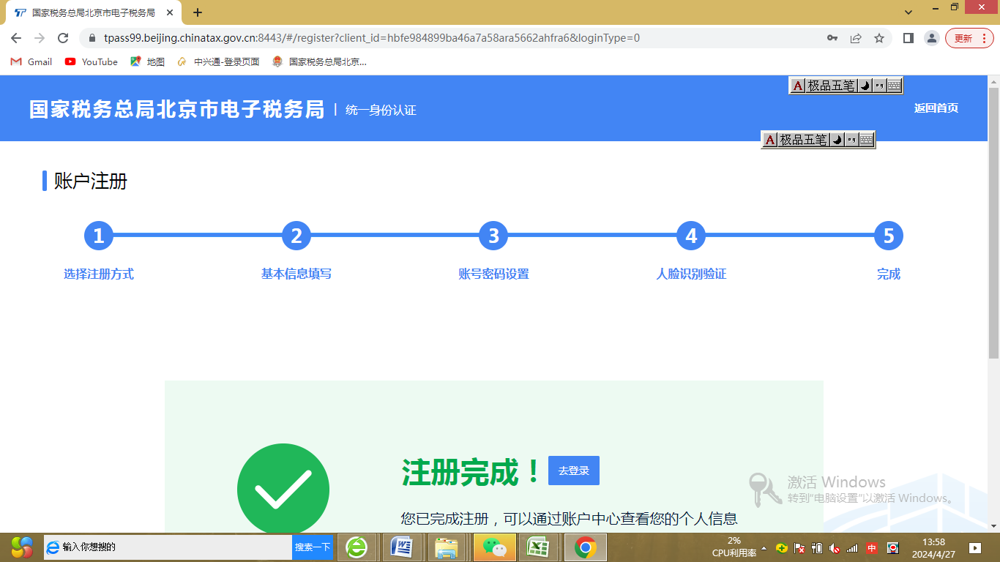 国家税务总局北京市电子税务局
tpass99.beijing.chinatax.gov.cn:8443/#/register?client_id=hbfe984899ba46a7a58ara5662ahfra6&loginType=0
更新
Gmail YouTube 地图 中兴通-登录页面 国家税务总局北京...
A 极品五笔
国家税务总局北京市电子税务局 | 统一身份认证
返回首页
A 极品五笔
账户注册
1 2 3 4 5
选择注册方式 基本信息填写 账号密码设置 人脸识别验证 完成
注册完成！ 去登录
激活 Windows
转到“电脑设置”以激活 Windows。
您已完成注册，可以通过账户中心查看您的个人信息
输入你想搜的 搜索一下
2%
CPU利用率
中
13:58
2024/4/27